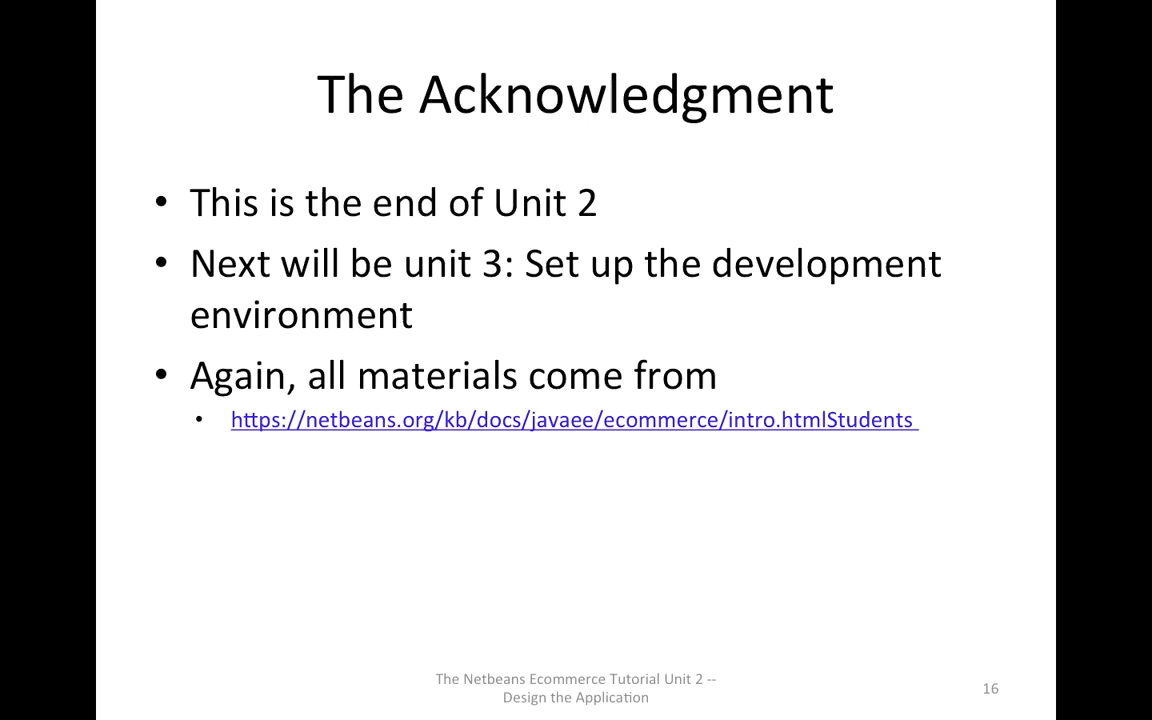 The Acknowledgment
• This is the end of Unit 2
• Next will be unit 3: Set up the development
environment
• Again, all materials come from
• https://netbeans.org/kb/docs/javaee/ecommerce/intro.htmlStudents
The Netbeans Ecommerce Tutorial Unit 2 --
Design the Application
16